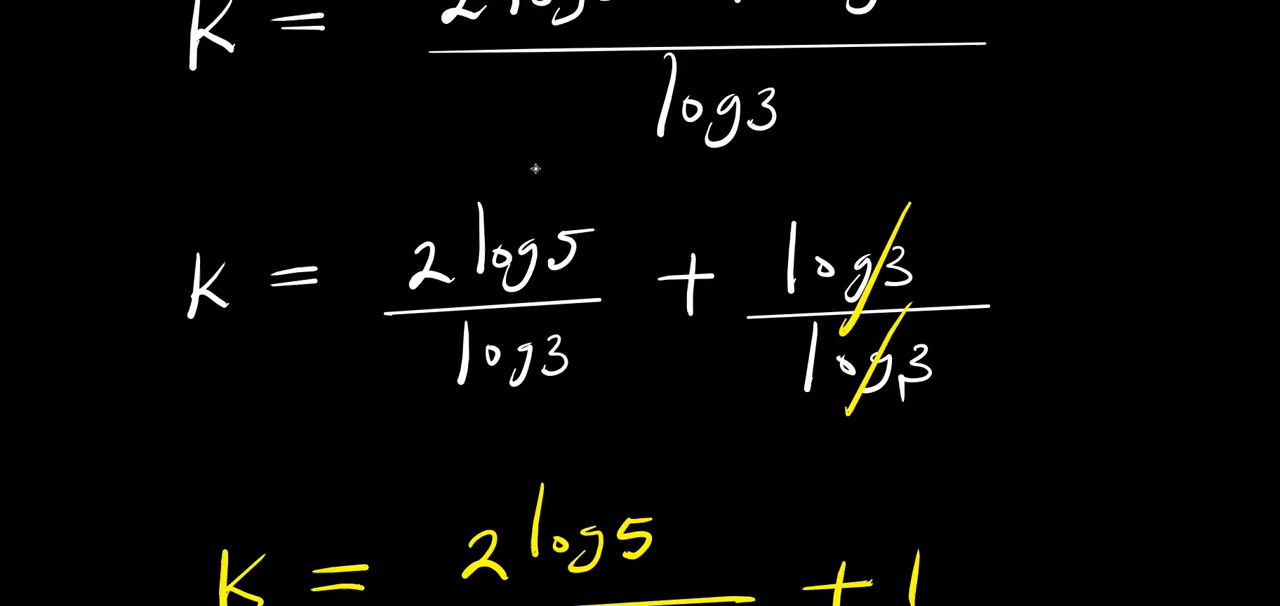 K =
log3
K = 2log5/log3 + log3/log3
K = 2log5 + 1